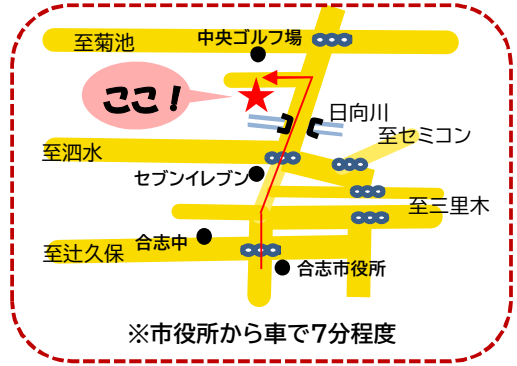 中央ゴルフ場
至菊池
ここ！
日向川
至セミコン
至泗水
セブンイレブン
至三里木
合志中
至辻久保
合志市役所
※市役所から車で7分程度